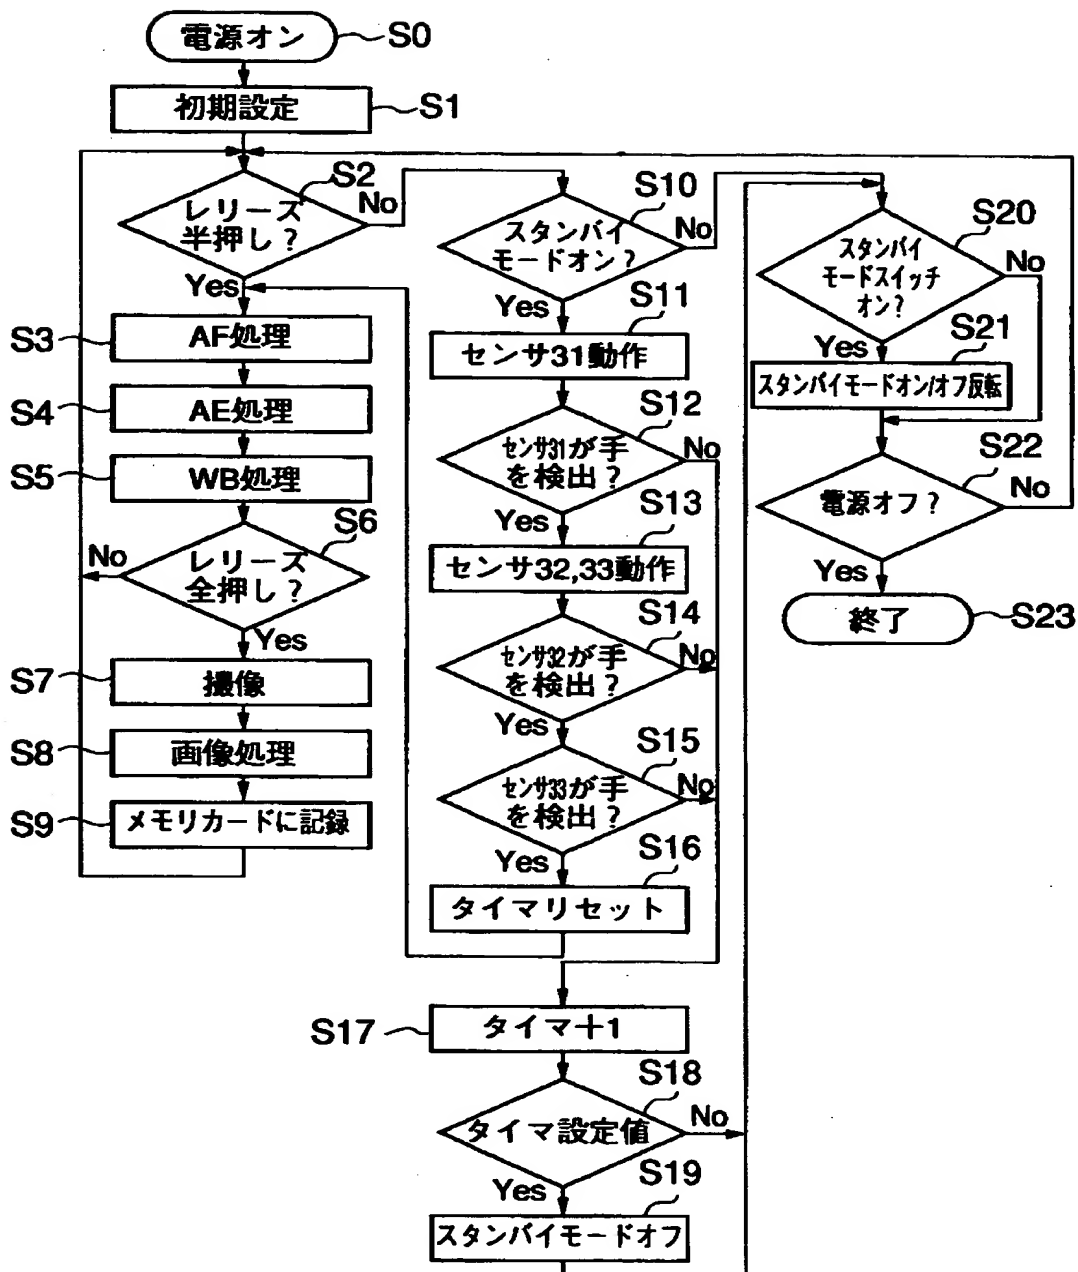 電源オン
S0
初期設定
S1
レリーズ
半押し?
S2
No
Yes
AF処理
S3
AE処理
S4
WB処理
S5
レリーズ
全押し?
S6
No
Yes
撮像
S7
画像処理
S8
メモリカードに記録
S9
スタンバイ
モードオン?
S10
No
Yes
センサ31動作
S11
センサ31が手
を検出?
S12
No
Yes
センサ32,33動作
S13
センサ32が手
を検出?
S14
No
Yes
センサ33が手
を検出?
S15
No
Yes
タイマリセット
S16
タイマ+1
S17
タイマ設定値
S18
No
Yes
スタンバイモードオフ
S19
スタンバイ
モードスイッチ
オン?
S20
No
Yes
スタンバイモードオン/オフ反転
S21
電源オフ?
S22
No
Yes
終了
S23